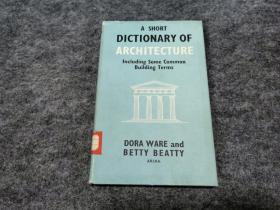 A SHORT
DICTIONARY OF
ARCHITECTURE
Including Some Common
Building Terms
DORA WARE and
BETTY BEATTY
A.R.I.B.A.